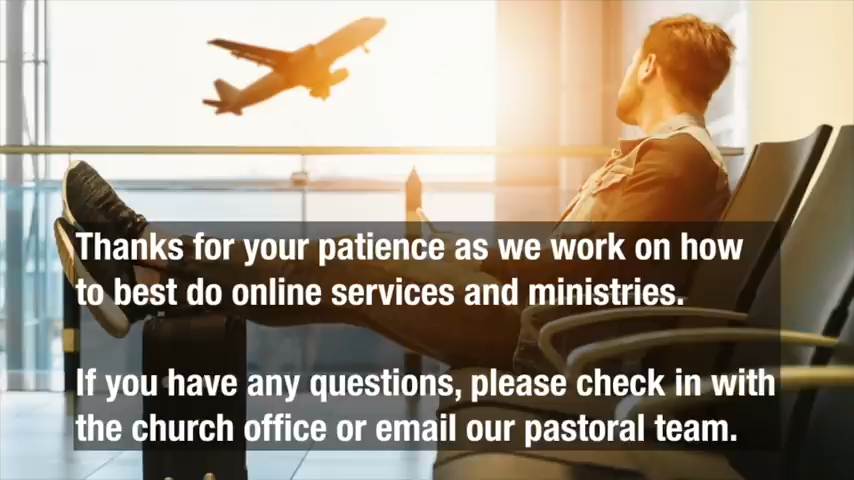 Thanks for your patience as we work on how
to best do online services and ministries.
If you have any questions, please check in with
the church office or email our pastoral team.